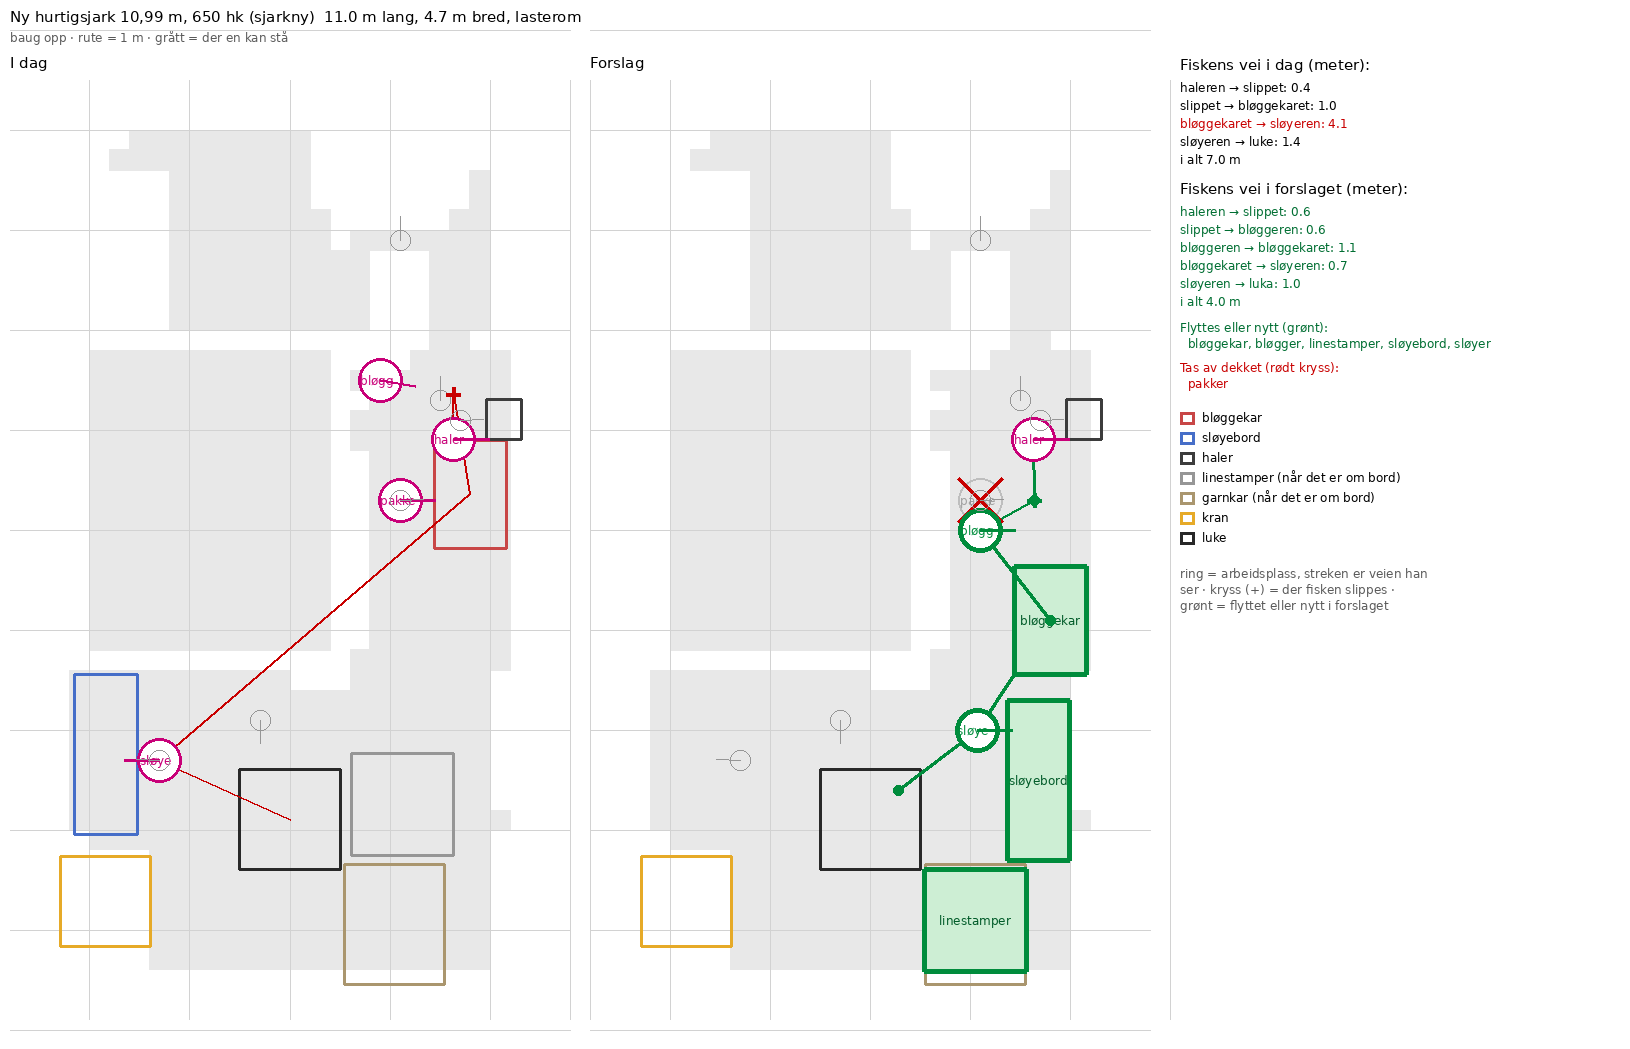 Ny hurtigsjark 10,99 m, 650 hk (sjarkny)  11.0 m lang, 4.7 m bred, lasterom
baug opp · rute = 1 m · grått = der en kan stå
I dag
Forslag
bløgg
haler
pakke
sløye
haler
pakke
bløgg
bløggekar
sløye
sløyebord
linestamper
Fiskens vei i dag (meter):
haleren → slippet: 0.4
slippet → bløggekaret: 1.0
bløggekaret → sløyeren: 4.1
sløyeren → luke: 1.4
i alt 7.0 m
Fiskens vei i forslaget (meter):
haleren → slippet: 0.6
slippet → bløggeren: 0.6
bløggeren → bløggekaret: 1.1
bløggekaret → sløyeren: 0.7
sløyeren → luka: 1.0
i alt 4.0 m
Flyttes eller nytt (grønt):
bløggekar, bløgger, linestamper, sløyebord, sløyer
Tas av dekket (rødt kryss):
pakker
bløggekar
sløyebord
haler
linestamper (når det er om bord)
garnkar (når det er om bord)
kran
luke
ring = arbeidsplass, streken er veien han
ser · kryss (+) = der fisken slippes ·
grønt = flyttet eller nytt i forslaget